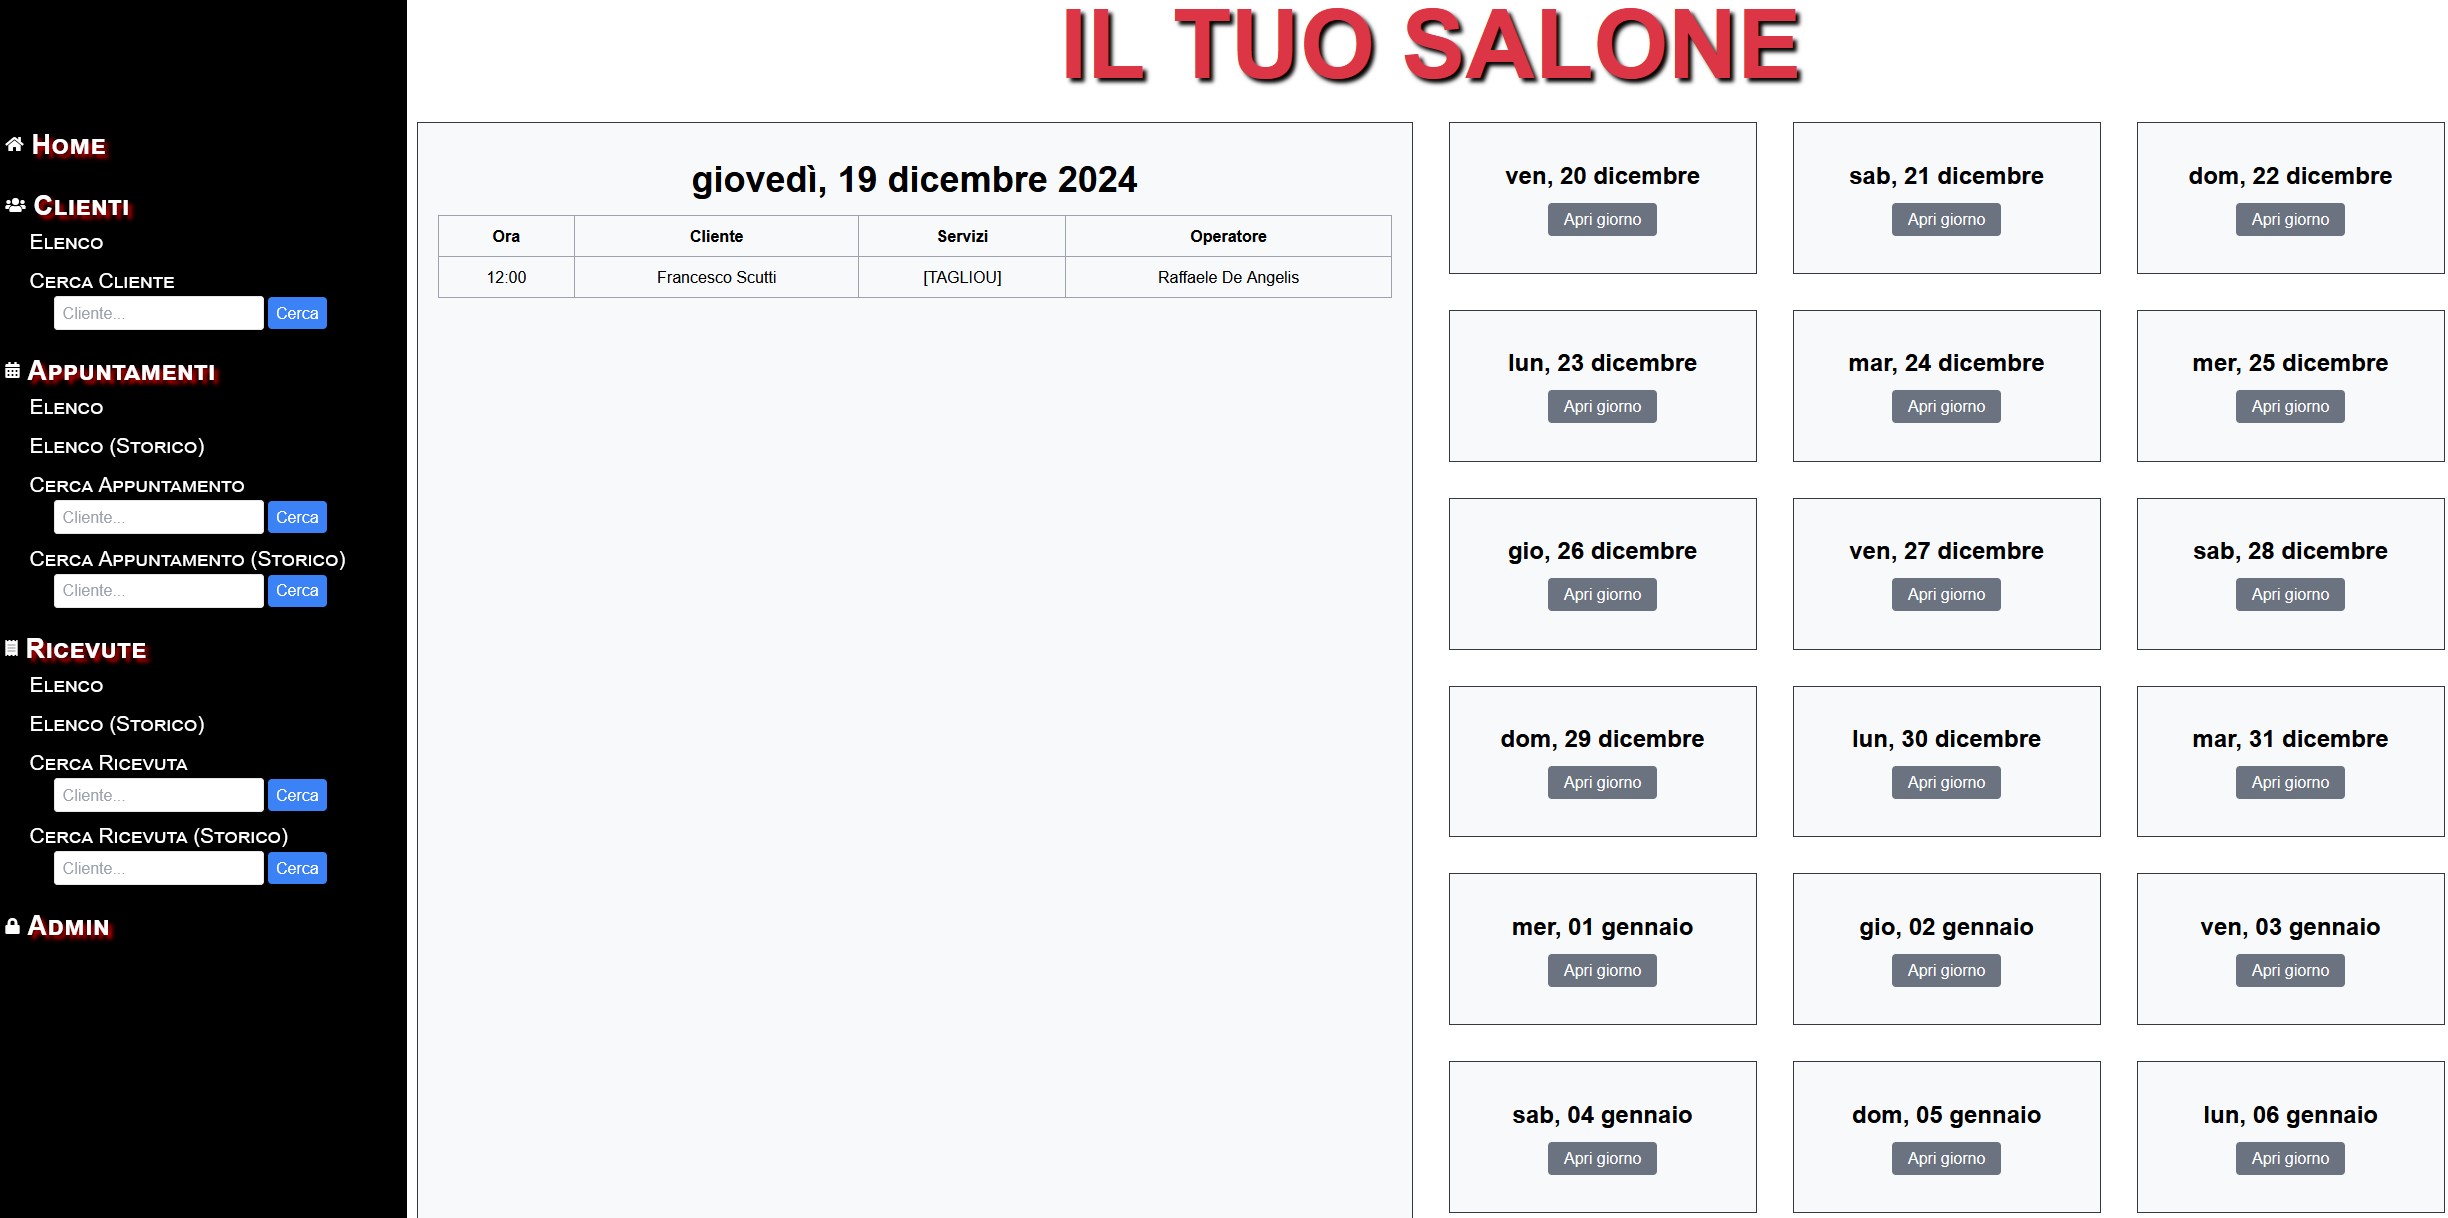 IL TUO SALONE
Home
Clienti
Elenco
Cerca Cliente
Cliente... Cerca
Appuntamenti
Elenco
Elenco (Storico)
Cerca Appuntamento
Cliente... Cerca
Cerca Appuntamento (Storico)
Cliente... Cerca
Ricevute
Elenco
Elenco (Storico)
Cerca Ricevuta
Cliente... Cerca
Cerca Ricevuta (Storico)
Cliente... Cerca
Admin
giovedì, 19 dicembre 2024
Ora Cliente Servizi Operatore
12:00 Francesco Scutti [TAGLIOU] Raffaele De Angelis
ven, 20 dicembre sab, 21 dicembre dom, 22 dicembre
Apri giorno Apri giorno Apri giorno
lun, 23 dicembre mar, 24 dicembre mer, 25 dicembre
Apri giorno Apri giorno Apri giorno
gio, 26 dicembre ven, 27 dicembre sab, 28 dicembre
Apri giorno Apri giorno Apri giorno
dom, 29 dicembre lun, 30 dicembre mar, 31 dicembre
Apri giorno Apri giorno Apri giorno
mer, 01 gennaio gio, 02 gennaio ven, 03 gennaio
Apri giorno Apri giorno Apri giorno
sab, 04 gennaio dom, 05 gennaio lun, 06 gennaio
Apri giorno Apri giorno Apri giorno